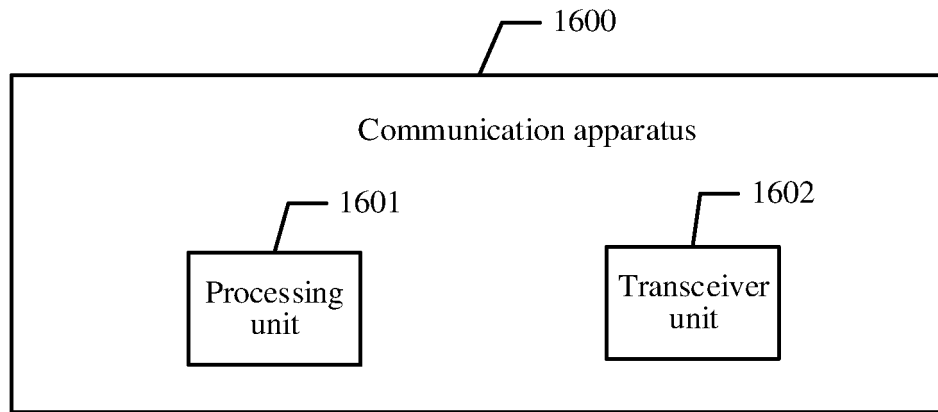 1600
Communication apparatus
1601
1602
Processing
unit
Transceiver
unit